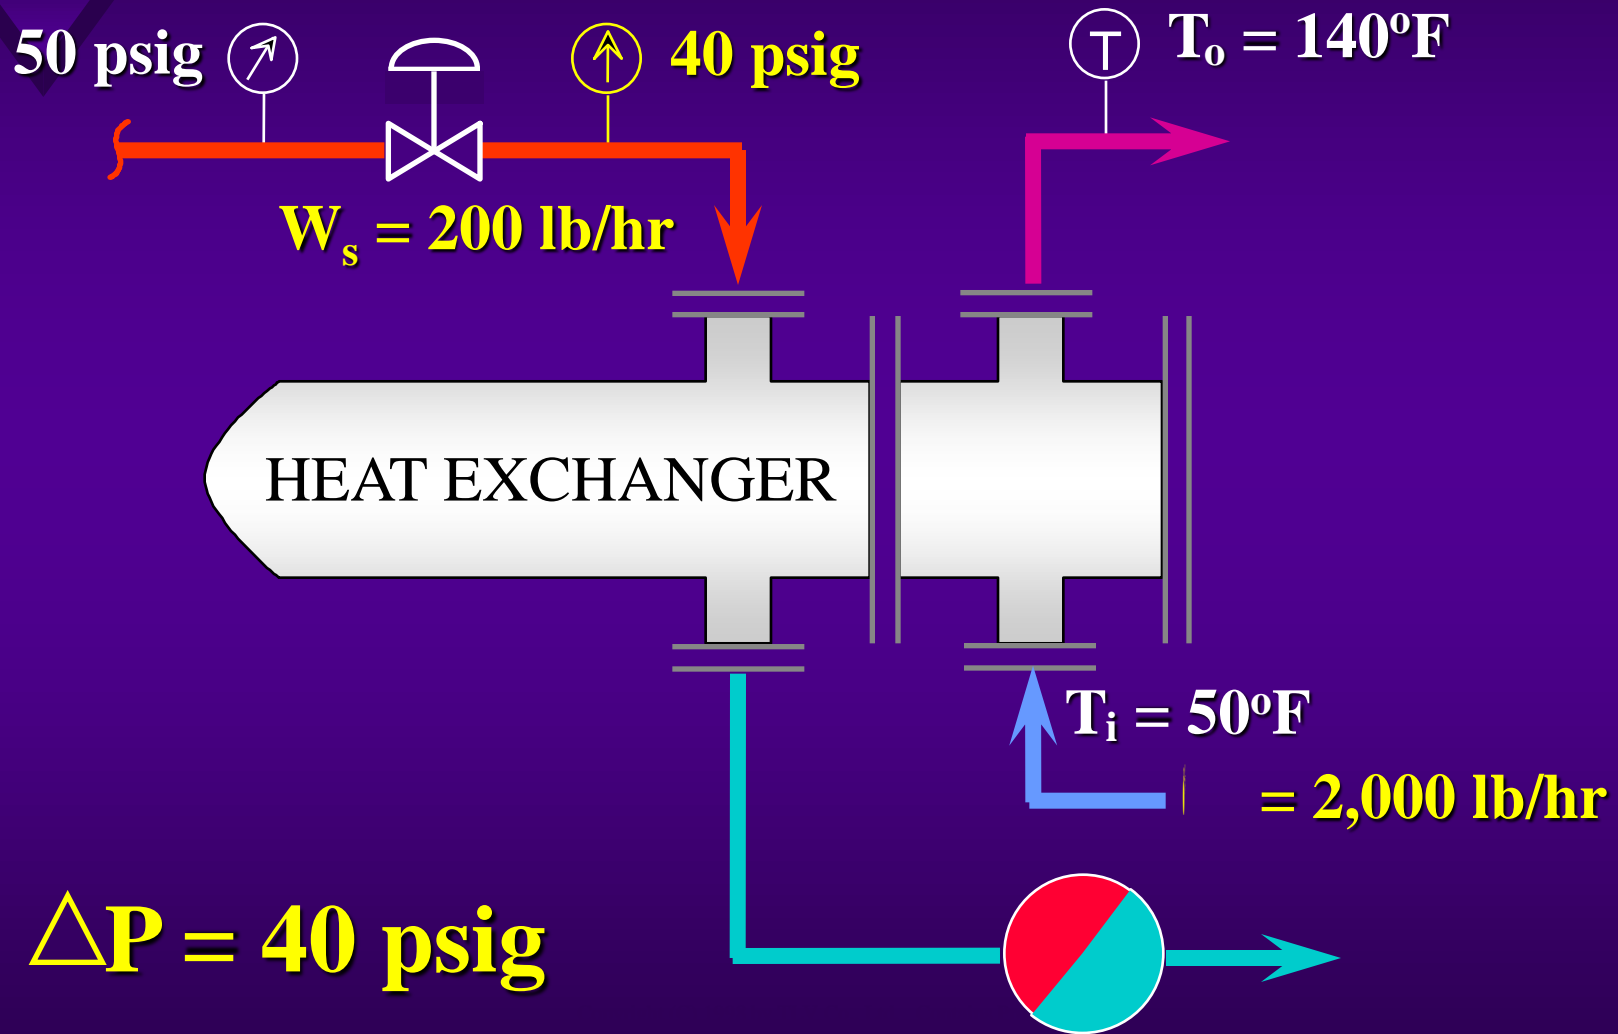 50 psig
40 psig
T
Tₒ = 140ºF
Wₛ = 200 lb/hr
HEAT EXCHANGER
Tᵢ = 50ºF
= 2,000 lb/hr
△P = 40 psig